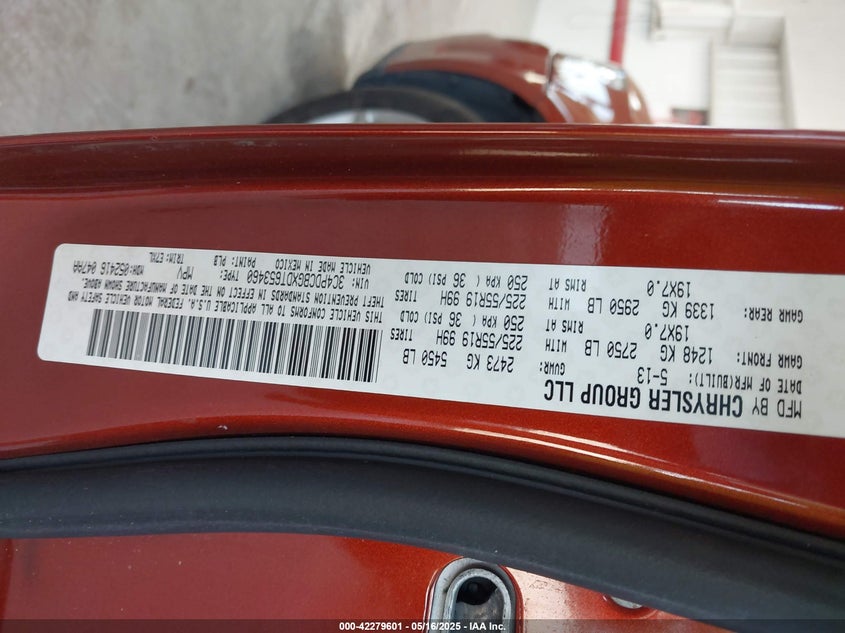 MFD BY CHRYSLER GROUP LLC
DATE OF MFR(BUILT): 5-13 GVWR: 2473 KG 5450 LB
GAWR FRONT: 1248 KG 2750 LB WITH 225/55R19 99H TIRES
19X7.0 RIMS AT 250 KPA ( 36 PSI) COLD
GAWR REAR: 1339 KG 2950 LB WITH 225/55R19 99H TIRES
19X7.0 RIMS AT 250 KPA ( 36 PSI) COLD
THIS VEHICLE CONFORMS TO ALL APPLICABLE U.S.A. FEDERAL MOTOR VEHICLE SAFETY AND
THEFT PREVENTION STANDARDS IN EFFECT ON THE DATE OF MANUFACTURE SHOWN ABOVE.
VIN: 3C4PDCBGXDT653460 TYPE: MPV MDH:052416 047AA
VEHICLE MADE IN MEXICO PAINT: PLB TRIM: E7XL
000-42279601 - 05/16/2025 - IAA Inc.